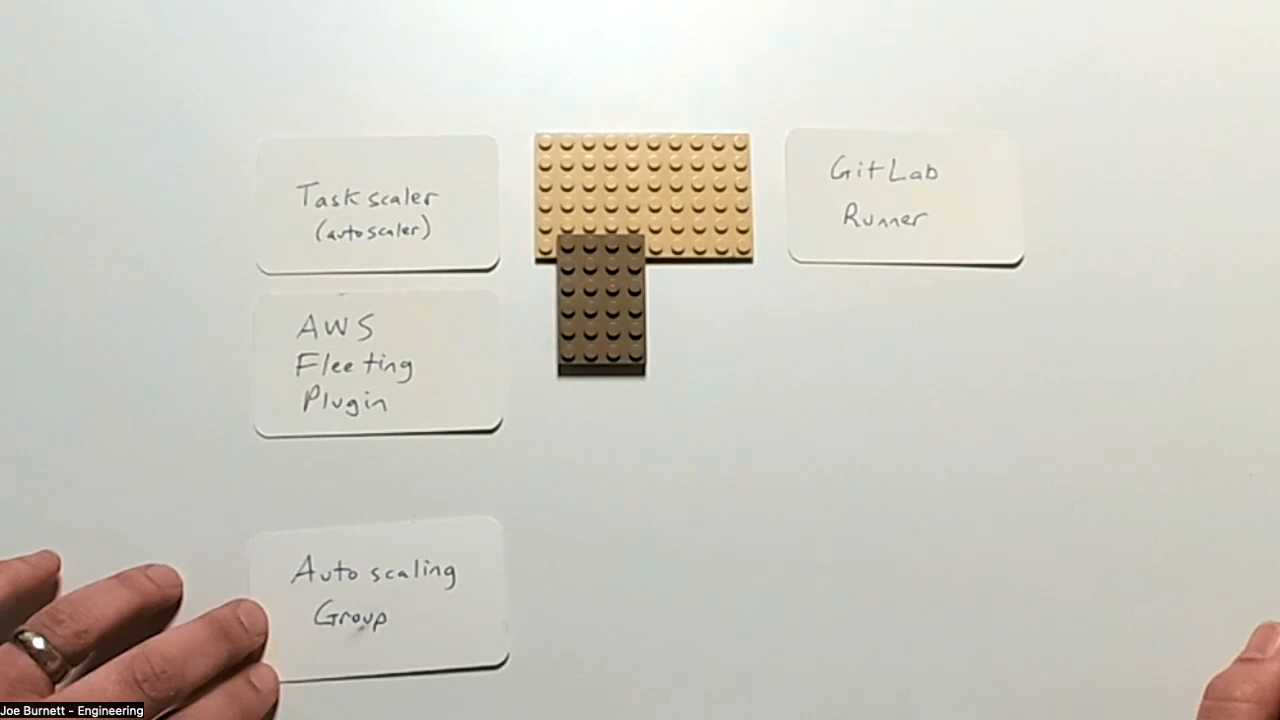 Task scaler
(autoscaler)
GitLab
Runner
AWS
Fleeting
Plugin
Auto scaling
Group
Joe Burnett - Engineering